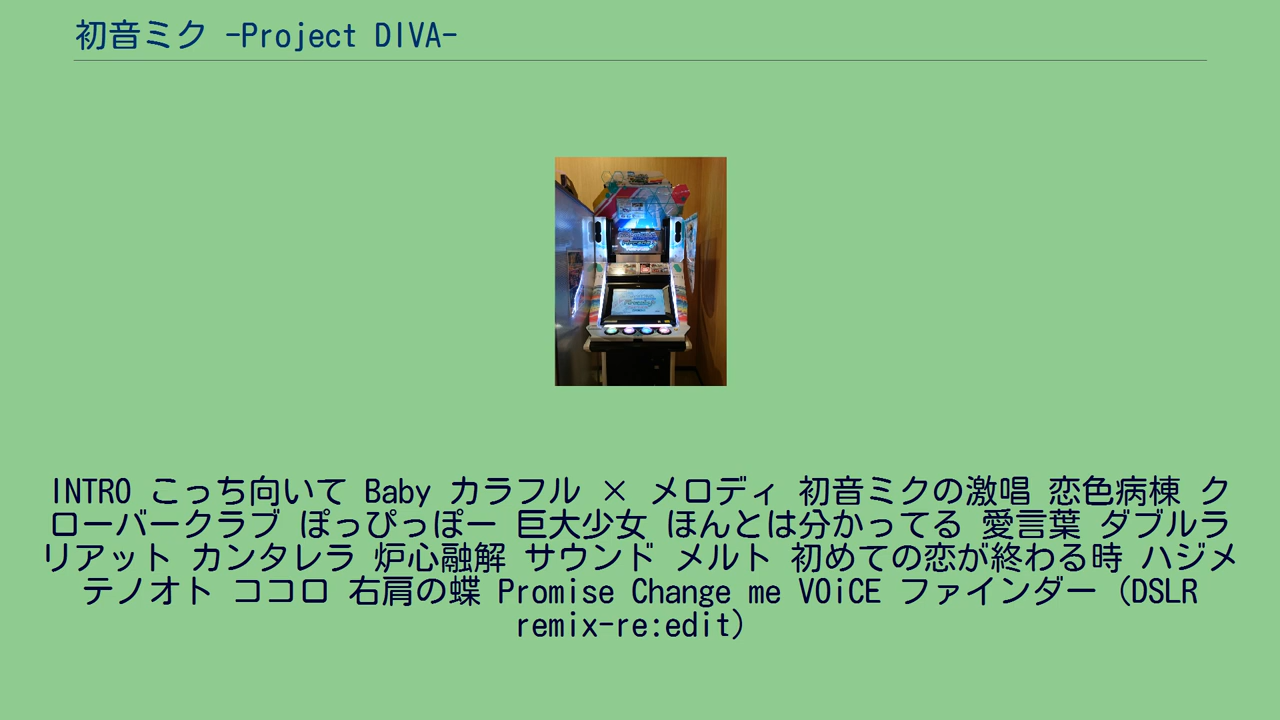 初音ミク -Project DIVA-
INTRO こっち向いて Baby カラフル × メロディ 初音ミクの激唱 恋色病棟 ク
ローバークラブ ぽっぴっぽー 巨大少女 ほんとは分かってる 愛言葉 ダブルラ
リアット カンタレラ 炉心融解 サウンド メルト 初めての恋が終わる時 ハジメ
テノオト ココロ 右肩の蝶 Promise Change me VOiCE ファインダー (DSLR
remix-re:edit)